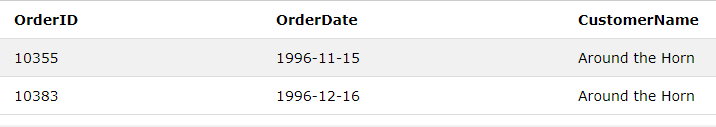 OrderID OrderDate CustomerName
10355 1996-11-15 Around the Horn
10383 1996-12-16 Around the Horn